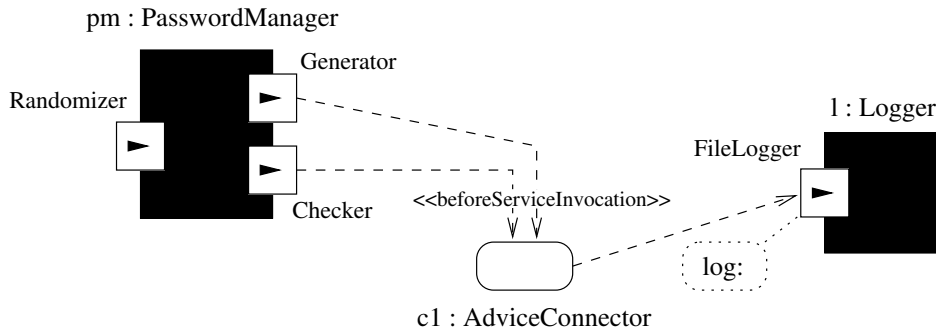 pm : PasswordManager
Generator
Randomizer
l : Logger
FileLogger
<<beforeServiceInvocation>>
Checker
log:
c1 : AdviceConnector